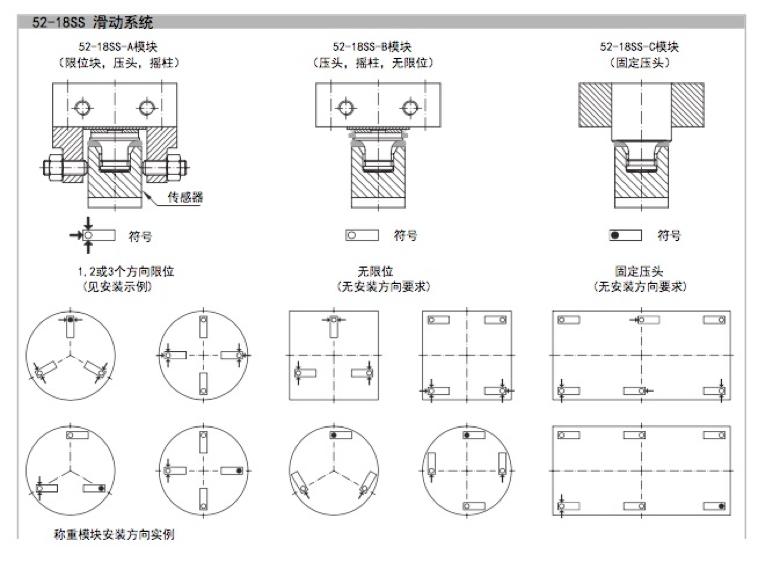 52-18SS 滑动系统
52-18SS-A模块
(限位块，压头，摇柱)
52-18SS-B模块
(压头，摇柱，无限位)
52-18SS-C模块
(固定压头)
传感器
符号
符号
符号
1,2或3个方向限位
(见安装示例)
无限位
(无安装方向要求)
固定压头
(无安装方向要求)
称重模块安装方向实例